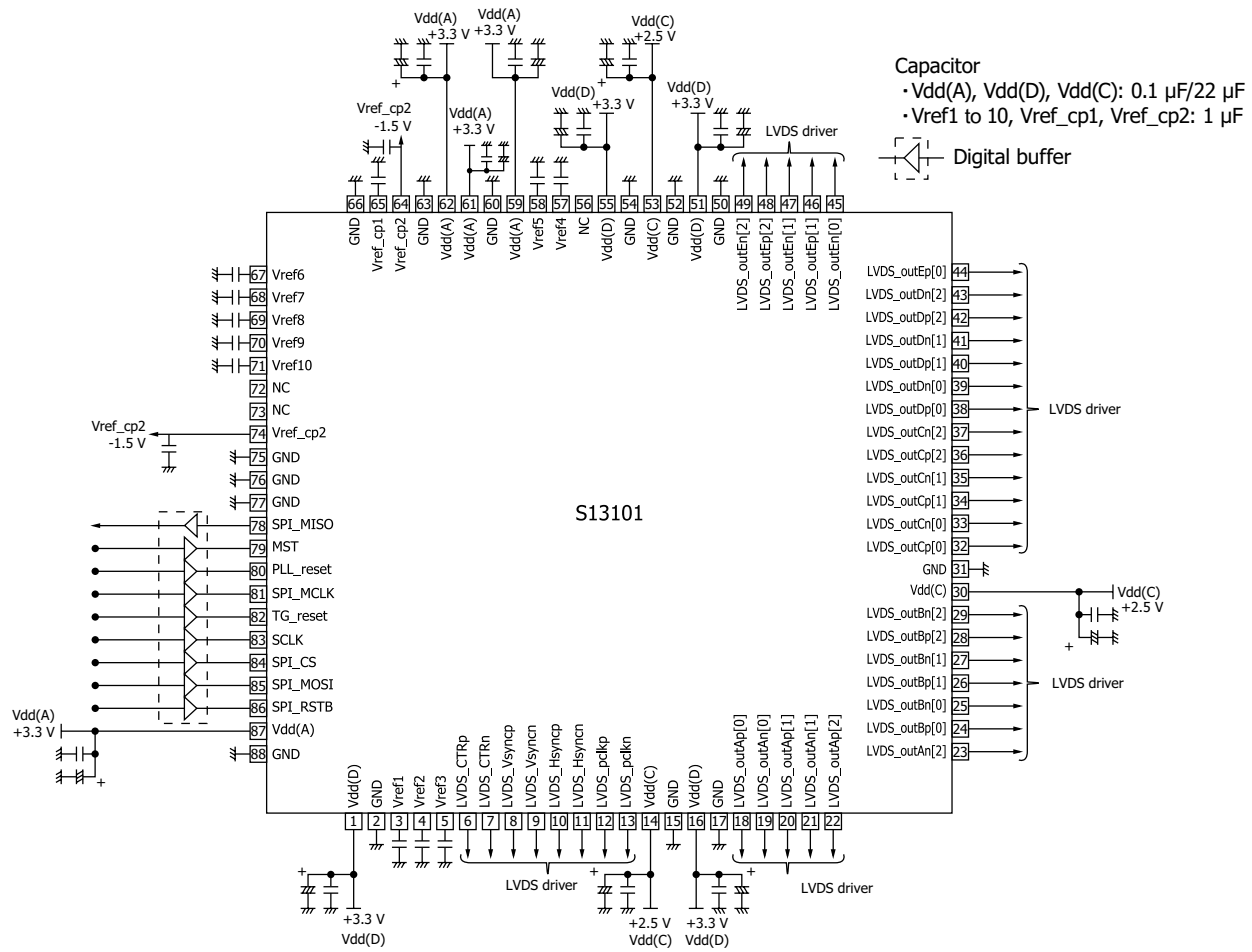 Vdd(A)
+3.3 V
Vdd(A)
+3.3 V
Vdd(C)
+2.5 V
Vdd(D)
+3.3 V
Vdd(D)
+3.3 V
Vref_cp2
-1.5 V
Vdd(A)
+3.3 V
+
+
LVDS driver
Capacitor
・Vdd(A), Vdd(D), Vdd(C): 0.1 µF/22 µF
・Vref1 to 10, Vref_cp1, Vref_cp2: 1 µF
Digital buffer
66 GND
65 Vref_cp1
64 Vref_cp2
63 GND
62 Vdd(A)
61 Vdd(A)
60 GND
59 Vdd(A)
58 Vref5
57 Vref4
56 NC
55 Vdd(D)
54 GND
53 Vdd(C)
52 GND
51 Vdd(D)
50 GND
49 LVDS_outEn[2]
48 LVDS_outEp[2]
47 LVDS_outEn[1]
46 LVDS_outEp[1]
45 LVDS_outEn[0]
67 Vref6
68 Vref7
69 Vref8
70 Vref9
71 Vref10
72 NC
73 NC
74 Vref_cp2
Vref_cp2
-1.5 V
75 GND
76 GND
77 GND
78 SPI_MISO
79 MST
80 PLL_reset
81 SPI_MCLK
82 TG_reset
83 SCLK
84 SPI_CS
85 SPI_MOSI
86 SPI_RSTB
87 Vdd(A)
88 GND
Vdd(A)
+3.3 V
+
S13101
LVDS_outEp[0] 44
LVDS_outDn[2] 43
LVDS_outDp[2] 42
LVDS_outDn[1] 41
LVDS_outDp[1] 40
LVDS_outDn[0] 39
LVDS_outDp[0] 38
LVDS_outCn[2] 37
LVDS_outCp[2] 36
LVDS_outCn[1] 35
LVDS_outCp[1] 34
LVDS_outCn[0] 33
LVDS_outCp[0] 32
LVDS driver
GND 31
Vdd(C) 30
Vdd(C)
+2.5 V
+
LVDS_outBn[2] 29
LVDS_outBp[2] 28
LVDS_outBn[1] 27
LVDS_outBp[1] 26
LVDS_outBn[0] 25
LVDS_outBp[0] 24
LVDS_outAn[2] 23
LVDS driver
Vdd(D) 1
GND 2
Vref1 3
Vref2 4
Vref3 5
LVDS_CTRp 6
LVDS_CTRn 7
LVDS_Vsyncp 8
LVDS_Vsyncn 9
LVDS_Hsyncp 10
LVDS_Hsyncn 11
LVDS_pclkp 12
LVDS_pclkn 13
Vdd(C) 14
GND 15
Vdd(D) 16
GND 17
LVDS_outAp[0] 18
LVDS_outAn[0] 19
LVDS_outAp[1] 20
LVDS_outAn[1] 21
LVDS_outAp[2] 22
+
LVDS driver
+
+
LVDS driver
+3.3 V
Vdd(D)
+2.5 V
Vdd(C)
+3.3 V
Vdd(D)